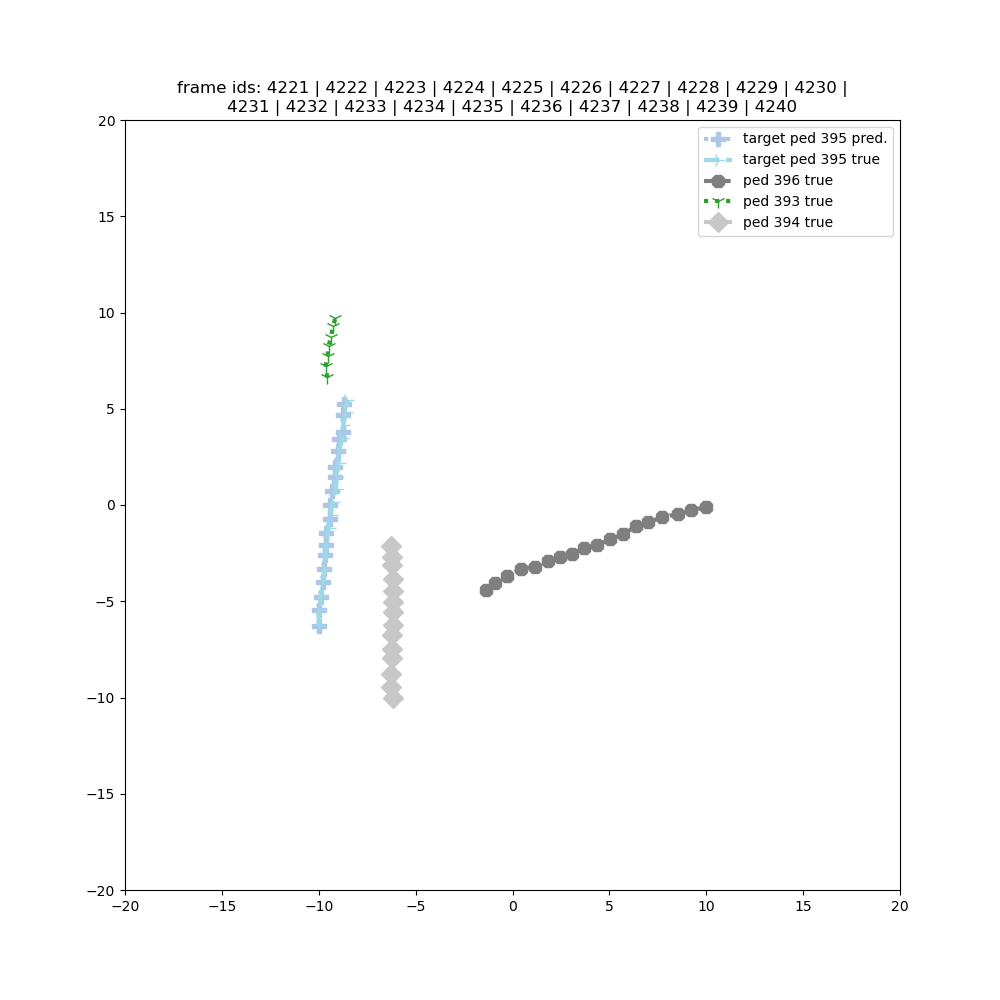 frame ids: 4221 | 4222 | 4223 | 4224 | 4225 | 4226 | 4227 | 4228 | 4229 | 4230 |
4231 | 4232 | 4233 | 4234 | 4235 | 4236 | 4237 | 4238 | 4239 | 4240
target ped 395 pred.
target ped 395 true
ped 396 true
ped 393 true
ped 394 true
20
15
10
5
0
−5
−10
−15
−20
−20 −15 −10 −5 0 5 10 15 20